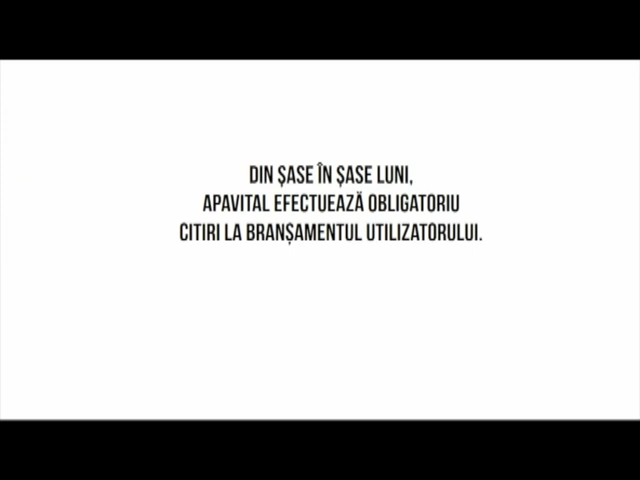 DIN ȘASE ÎN ȘASE LUNI,
APAVITAL EFECTUEAZĂ OBLIGATORIU
CITIRI LA BRANȘAMENTUL UTILIZATORULUI.